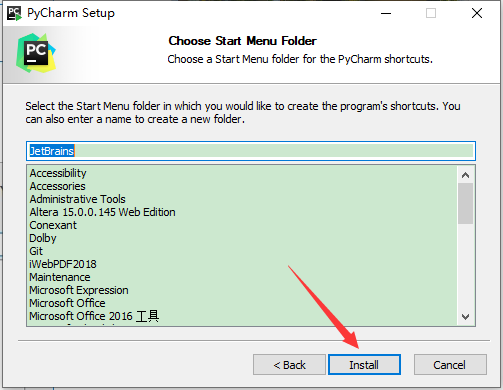 PyCharm Setup
PC
Choose Start Menu Folder
Choose a Start Menu folder for the PyCharm shortcuts.
Select the Start Menu folder in which you would like to create the program's shortcuts. You
can also enter a name to create a new folder.
JetBrains
Accessibility
Accessories
Administrative Tools
Altera 15.0.0.145 Web Edition
Conexant
Dolby
Git
iWebPDF2018
Maintenance
Microsoft Expression
Microsoft Office
Microsoft Office 2016 工具
< Back
Install
Cancel